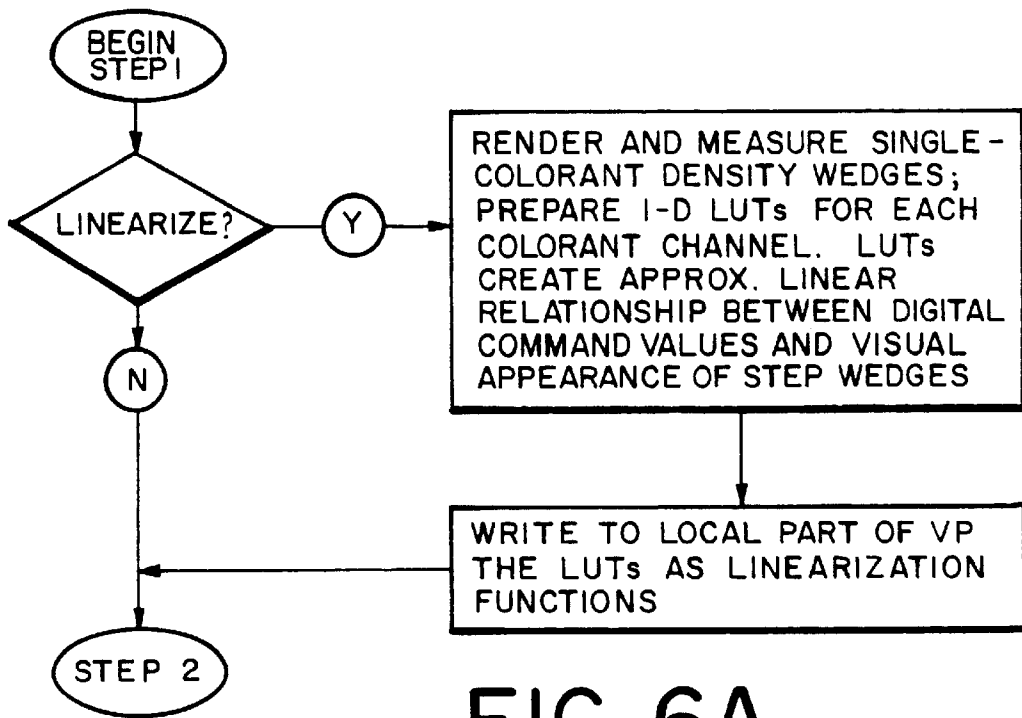 BEGIN
STEP 1
LINEARIZE?
Y
RENDER AND MEASURE SINGLE-
COLORANT DENSITY WEDGES;
PREPARE 1-D LUTs FOR EACH
COLORANT CHANNEL. LUTs
CREATE APPROX. LINEAR
RELATIONSHIP BETWEEN DIGITAL
COMMAND VALUES AND VISUAL
APPEARANCE OF STEP WEDGES
N
WRITE TO LOCAL PART OF VP
THE LUTs AS LINEARIZATION
FUNCTIONS
STEP 2
FIG. 6A